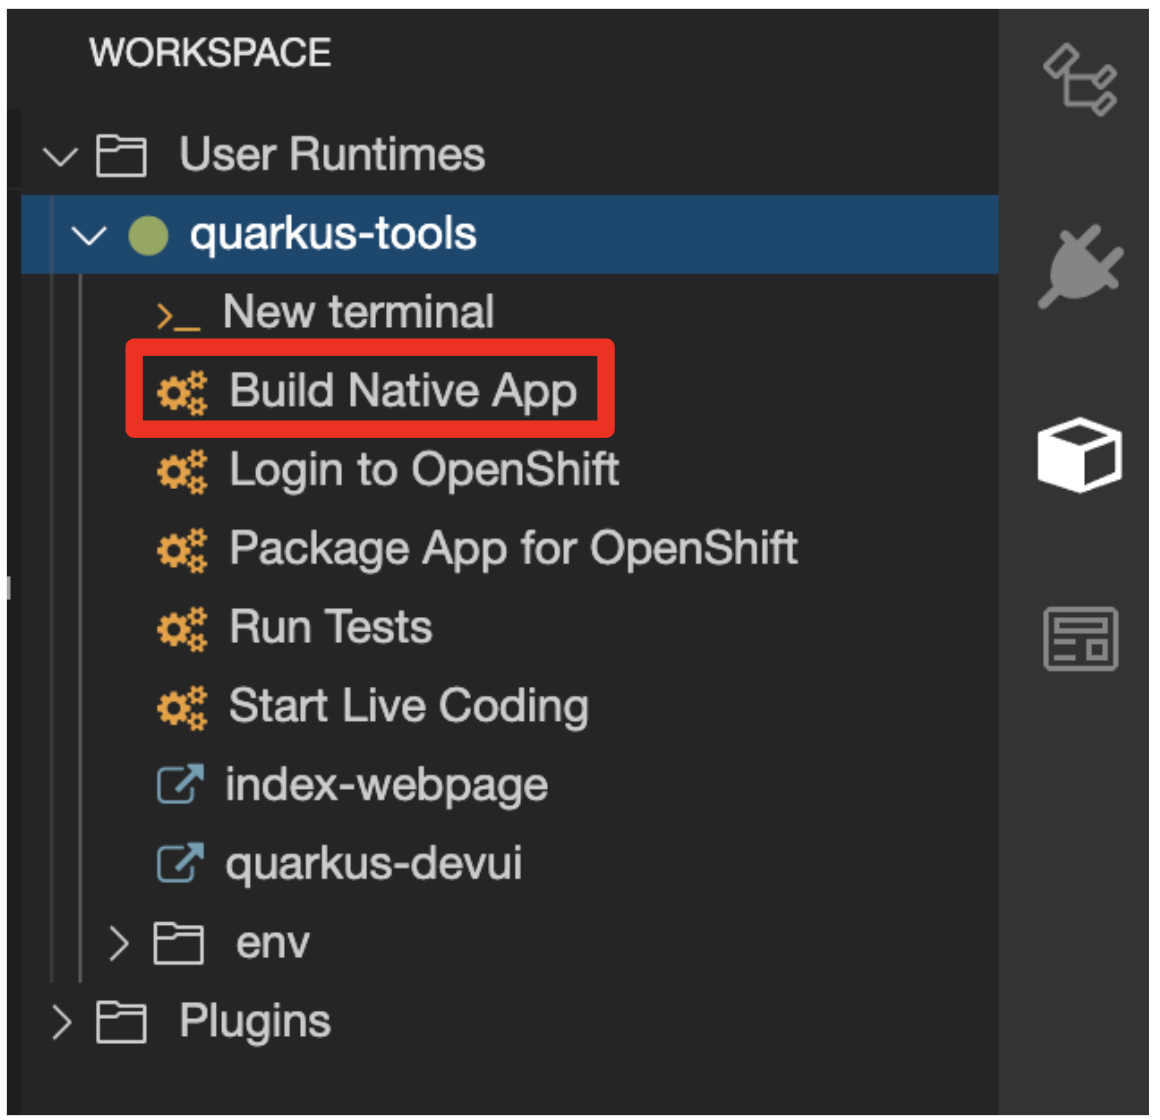 WORKSPACE
User Runtimes
quarkus-tools
>_ New terminal
Build Native App
Login to OpenShift
Package App for OpenShift
Run Tests
Start Live Coding
index-webpage
quarkus-devui
env
Plugins